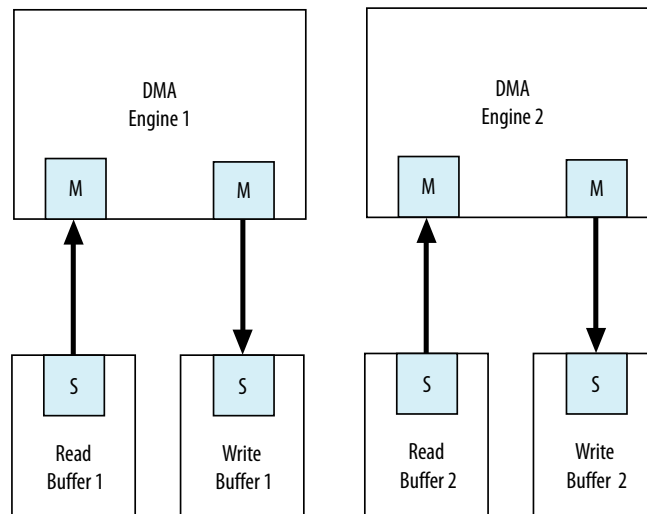 DMA
Engine 1
DMA
Engine 2
M
M
M
M
S
S
S
S
Read
Buffer 1
Write
Buffer 1
Read
Buffer 2
Write
Buffer 2